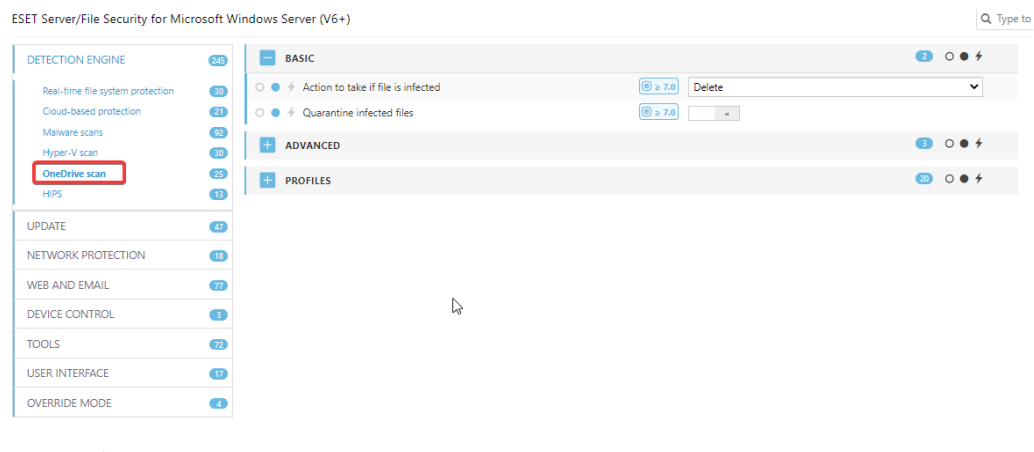 ESET Server/File Security for Microsoft Windows Server (V6+)
Type to
DETECTION ENGINE 245
Real-time file system protection 30
Cloud-based protection 21
Malware scans 92
Hyper-V scan 30
OneDrive scan 25
HIPS 13
UPDATE 47
NETWORK PROTECTION 18
WEB AND EMAIL 77
DEVICE CONTROL 3
TOOLS 72
USER INTERFACE 17
OVERRIDE MODE 4
BASIC 2
Action to take if file is infected ≥ 7.0 Delete
Quarantine infected files ≥ 7.0 ×
ADVANCED 3
PROFILES 20